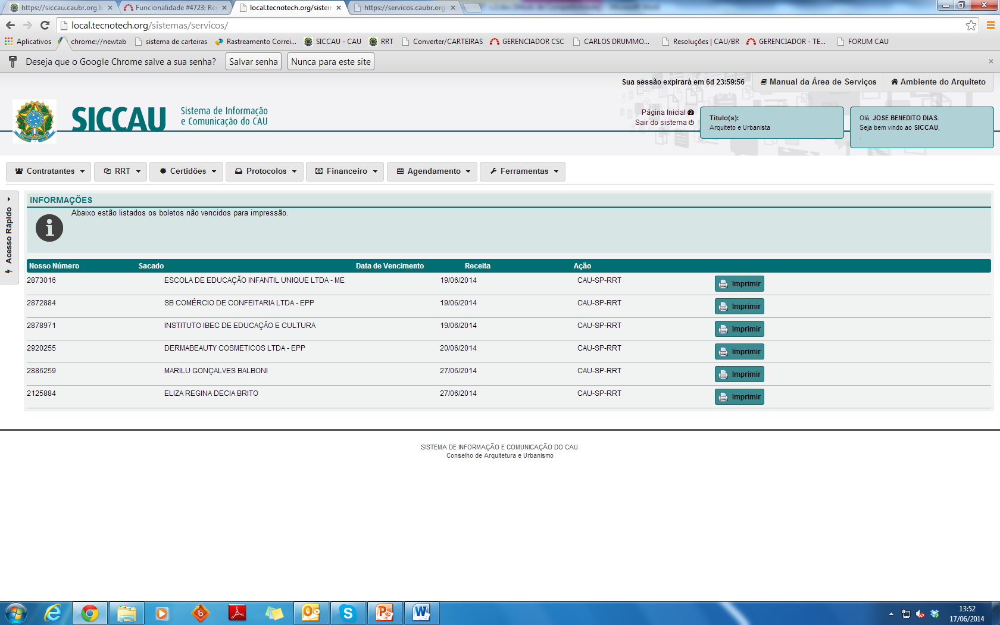 https://siccau.caubr.org.b
Funcionalidade #4723: Re
local.tecnotech.org/sisten
https://servicos.caubr.org
local.tecnotech.org/sistemas/servicos/
Aplicativos
chrome://newtab
sistema de carteiras
Rastreamento Correi...
SICCAU - CAU
RRT
Converter/CARTEIRAS
GERENCIADOR CSC
CARLOS DRUMMO...
Resoluções | CAU/BR
GERENCIADOR - TE...
FORUM CAU
Deseja que o Google Chrome salve a sua senha?
Salvar senha
Nunca para este site
Sua sessão expirará em 6d 23:59:56
Manual da Área de Serviços
Ambiente do Arquiteto
SICCAU
Sistema de Informação
e Comunicação do CAU
Página Inicial
Sair do sistema
Titulo(s):
Arquiteto e Urbanista
Olá, JOSE BENEDITO DIAS.
Seja bem vindo ao SICCAU,
.
Contratantes
RRT
Certidões
Protocolos
Financeiro
Agendamento
Ferramentas
Acesso Rápido
INFORMAÇÕES
Abaixo estão listados os boletos não vencidos para impressão.
Nosso Número Sacado Data de Vencimento Receita Ação
2873016 ESCOLA DE EDUCAÇÃO INFANTIL UNIQUE LTDA - ME 19/06/2014 CAU-SP-RRT Imprimir
2872884 SB COMÉRCIO DE CONFEITARIA LTDA - EPP 19/06/2014 CAU-SP-RRT Imprimir
2878971 INSTITUTO IBEC DE EDUCAÇÃO E CULTURA 19/06/2014 CAU-SP-RRT Imprimir
2920255 DERMABEAUTY COSMETICOS LTDA - EPP 20/06/2014 CAU-SP-RRT Imprimir
2886259 MARILU GONÇALVES BALBONI 27/06/2014 CAU-SP-RRT Imprimir
2125884 ELIZA REGINA DECIA BRITO 27/06/2014 CAU-SP-RRT Imprimir
SISTEMA DE INFORMAÇÃO E COMUNICAÇÃO DO CAU
Conselho de Arquitetura e Urbanismo
13:52
17/06/2014